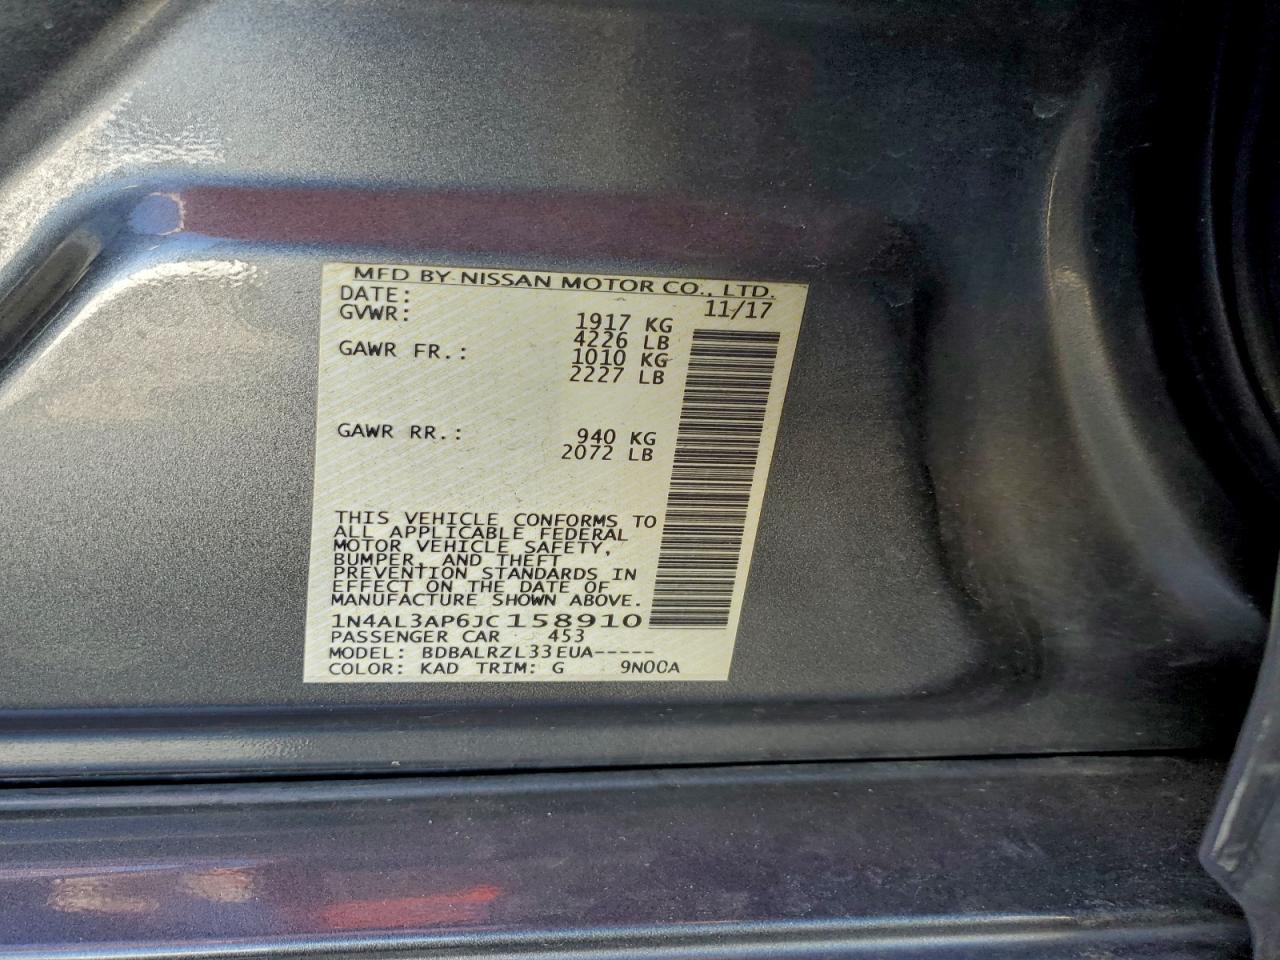 MFD BY NISSAN MOTOR CO., LTD.
DATE: 11/17
GVWR: 1917 KG
4226 LB
GAWR FR.: 1010 KG
2227 LB
GAWR RR.: 940 KG
2072 LB
THIS VEHICLE CONFORMS TO
ALL APPLICABLE FEDERAL
MOTOR VEHICLE SAFETY,
BUMPER, AND THEFT
PREVENTION STANDARDS IN
EFFECT ON THE DATE OF
MANUFACTURE SHOWN ABOVE.
1N4AL3AP6JC158910
PASSENGER CAR 453
MODEL: BDBALRZL33EUA-----
COLOR: KAD TRIM: G 9N0CA